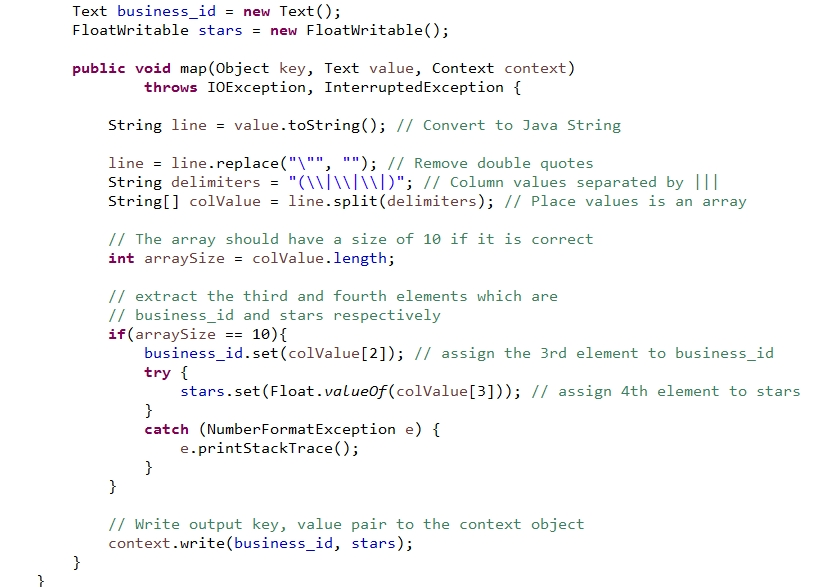 Text business_id = new Text();
FloatWritable stars = new FloatWritable();
public void map(Object key, Text value, Context context)
throws IOException, InterruptedException {
String line = value.toString(); // Convert to Java String
line = line.replace("\"", ""); // Remove double quotes
String delimiters = "(\\|\\|\\|)"; // Column values separated by |||
String[] colValue = line.split(delimiters); // Place values is an array
// The array should have a size of 10 if it is correct
int arraySize = colValue.length;
// extract the third and fourth elements which are
// business_id and stars respectively
if(arraySize == 10){
business_id.set(colValue[2]); // assign the 3rd element to business_id
try {
stars.set(Float.valueOf(colValue[3])); // assign 4th element to stars
}
catch (NumberFormatException e) {
e.printStackTrace();
}
}
// Write output key, value pair to the context object
context.write(business_id, stars);
}
}